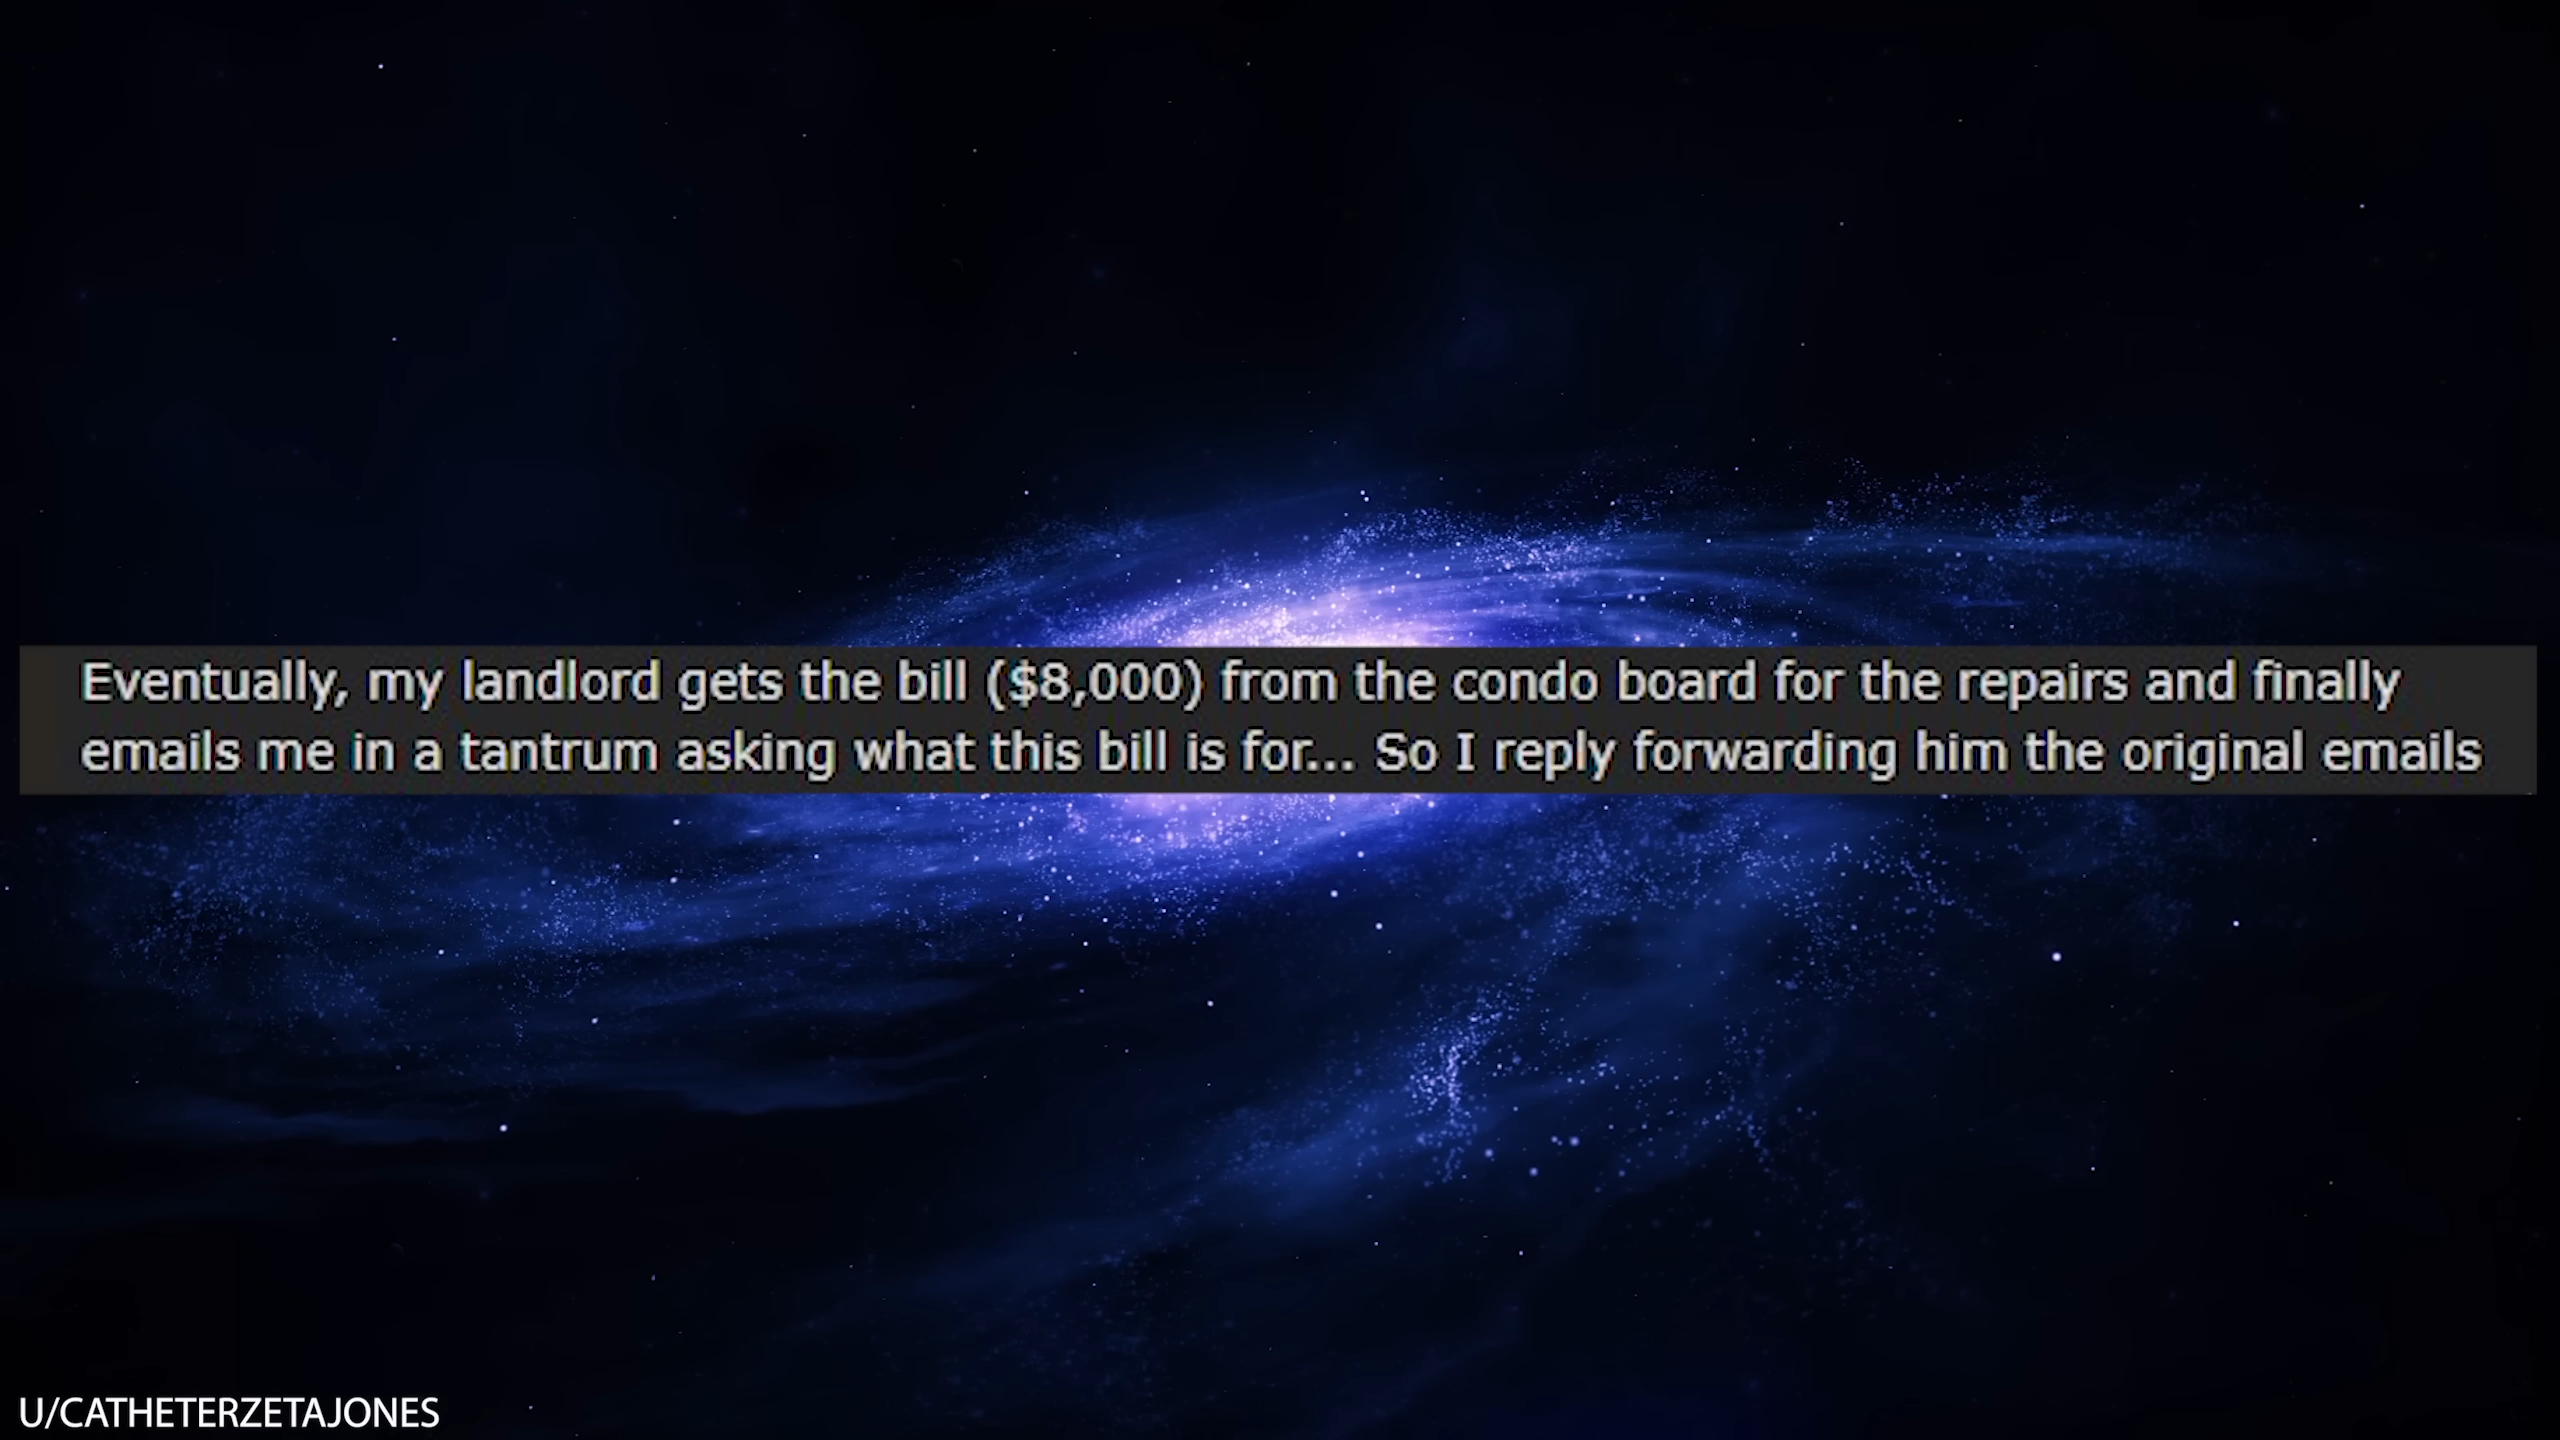 Eventually, my landlord gets the bill ($8,000) from the condo board for the repairs and finally
emails me in a tantrum asking what this bill is for... So I reply forwarding him the original emails
U/CATHETERZETAJONES